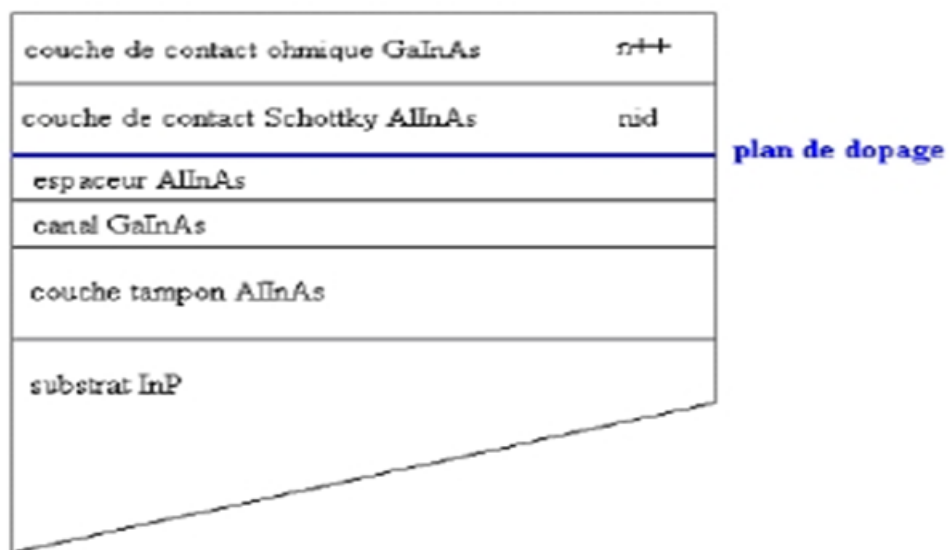 couche de contact ohmique GaInAs n++
couche de contact Schottky AlInAs nid
plan de dopage
espaceur AlInAs
canal GaInAs
couche tampon AlInAs
substrat InP